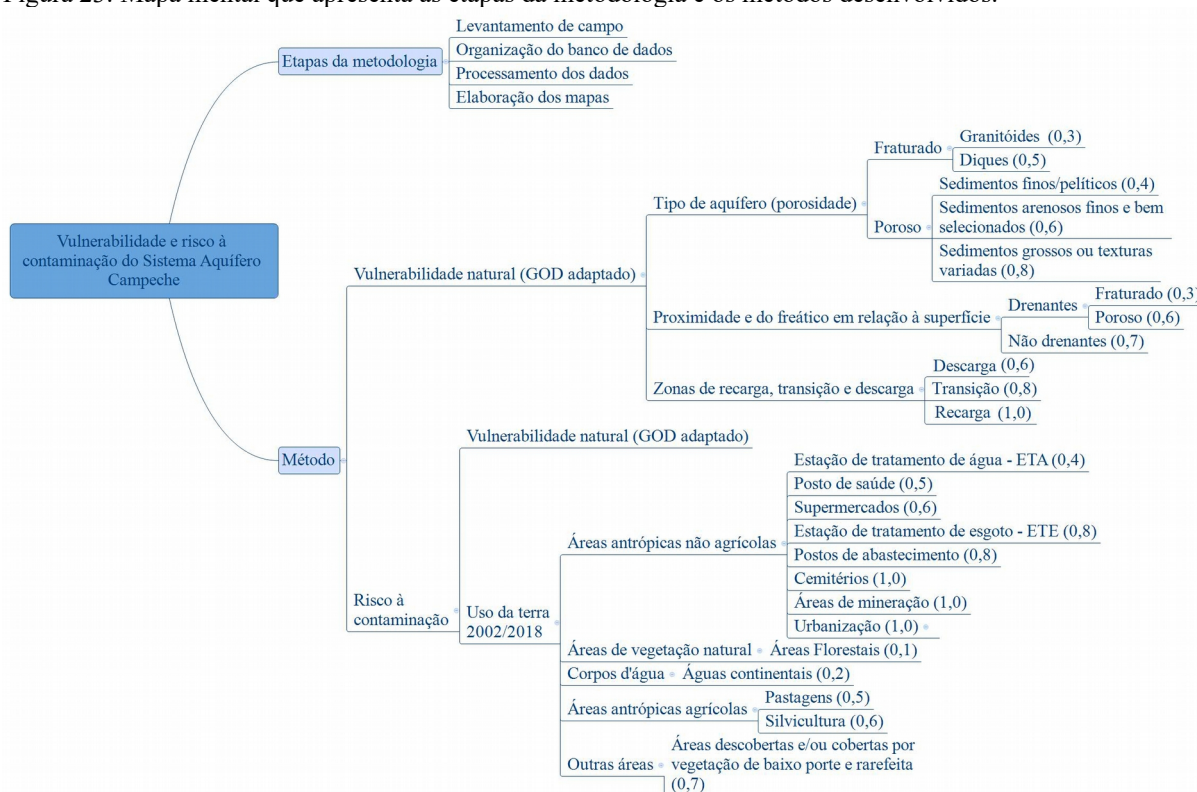 Figura 25: Mapa mental que apresenta as etapas da metodologia e os métodos desenvolvidos.
Levantamento de campo
Etapas da metodologia
Organização do banco de dados
Processamento dos dados
Elaboração dos mapas
Vulnerabilidade e risco à
contaminação do Sistema Aquífero
Campeche
Método
Vulnerabilidade natural (GOD adaptado)
Tipo de aquífero (porosidade)
Fraturado
Granitóides (0,3)
Diques (0,5)
Poroso
Sedimentos finos/pelíticos (0,4)
Sedimentos arenosos finos e bem
selecionados (0,6)
Sedimentos grossos ou texturas
variadas (0,8)
Proximidade e do freático em relação à superfície
Drenantes
Fraturado (0,3)
Poroso (0,6)
Não drenantes (0,7)
Zonas de recarga, transição e descarga
Descarga (0,6)
Transição (0,8)
Recarga (1,0)
Risco à
contaminação
Vulnerabilidade natural (GOD adaptado)
Uso da terra
2002/2018
Áreas antrópicas não agrícolas
Estação de tratamento de água - ETA (0,4)
Posto de saúde (0,5)
Supermercados (0,6)
Estação de tratamento de esgoto - ETE (0,8)
Postos de abastecimento (0,8)
Cemitérios (1,0)
Áreas de mineração (1,0)
Urbanização (1,0)
Áreas de vegetação natural
Áreas Florestais (0,1)
Corpos d'água
Águas continentais (0,2)
Áreas antrópicas agrícolas
Pastagens (0,5)
Silvicultura (0,6)
Outras áreas
Áreas descobertas e/ou cobertas por
vegetação de baixo porte e rarefeita
(0,7)